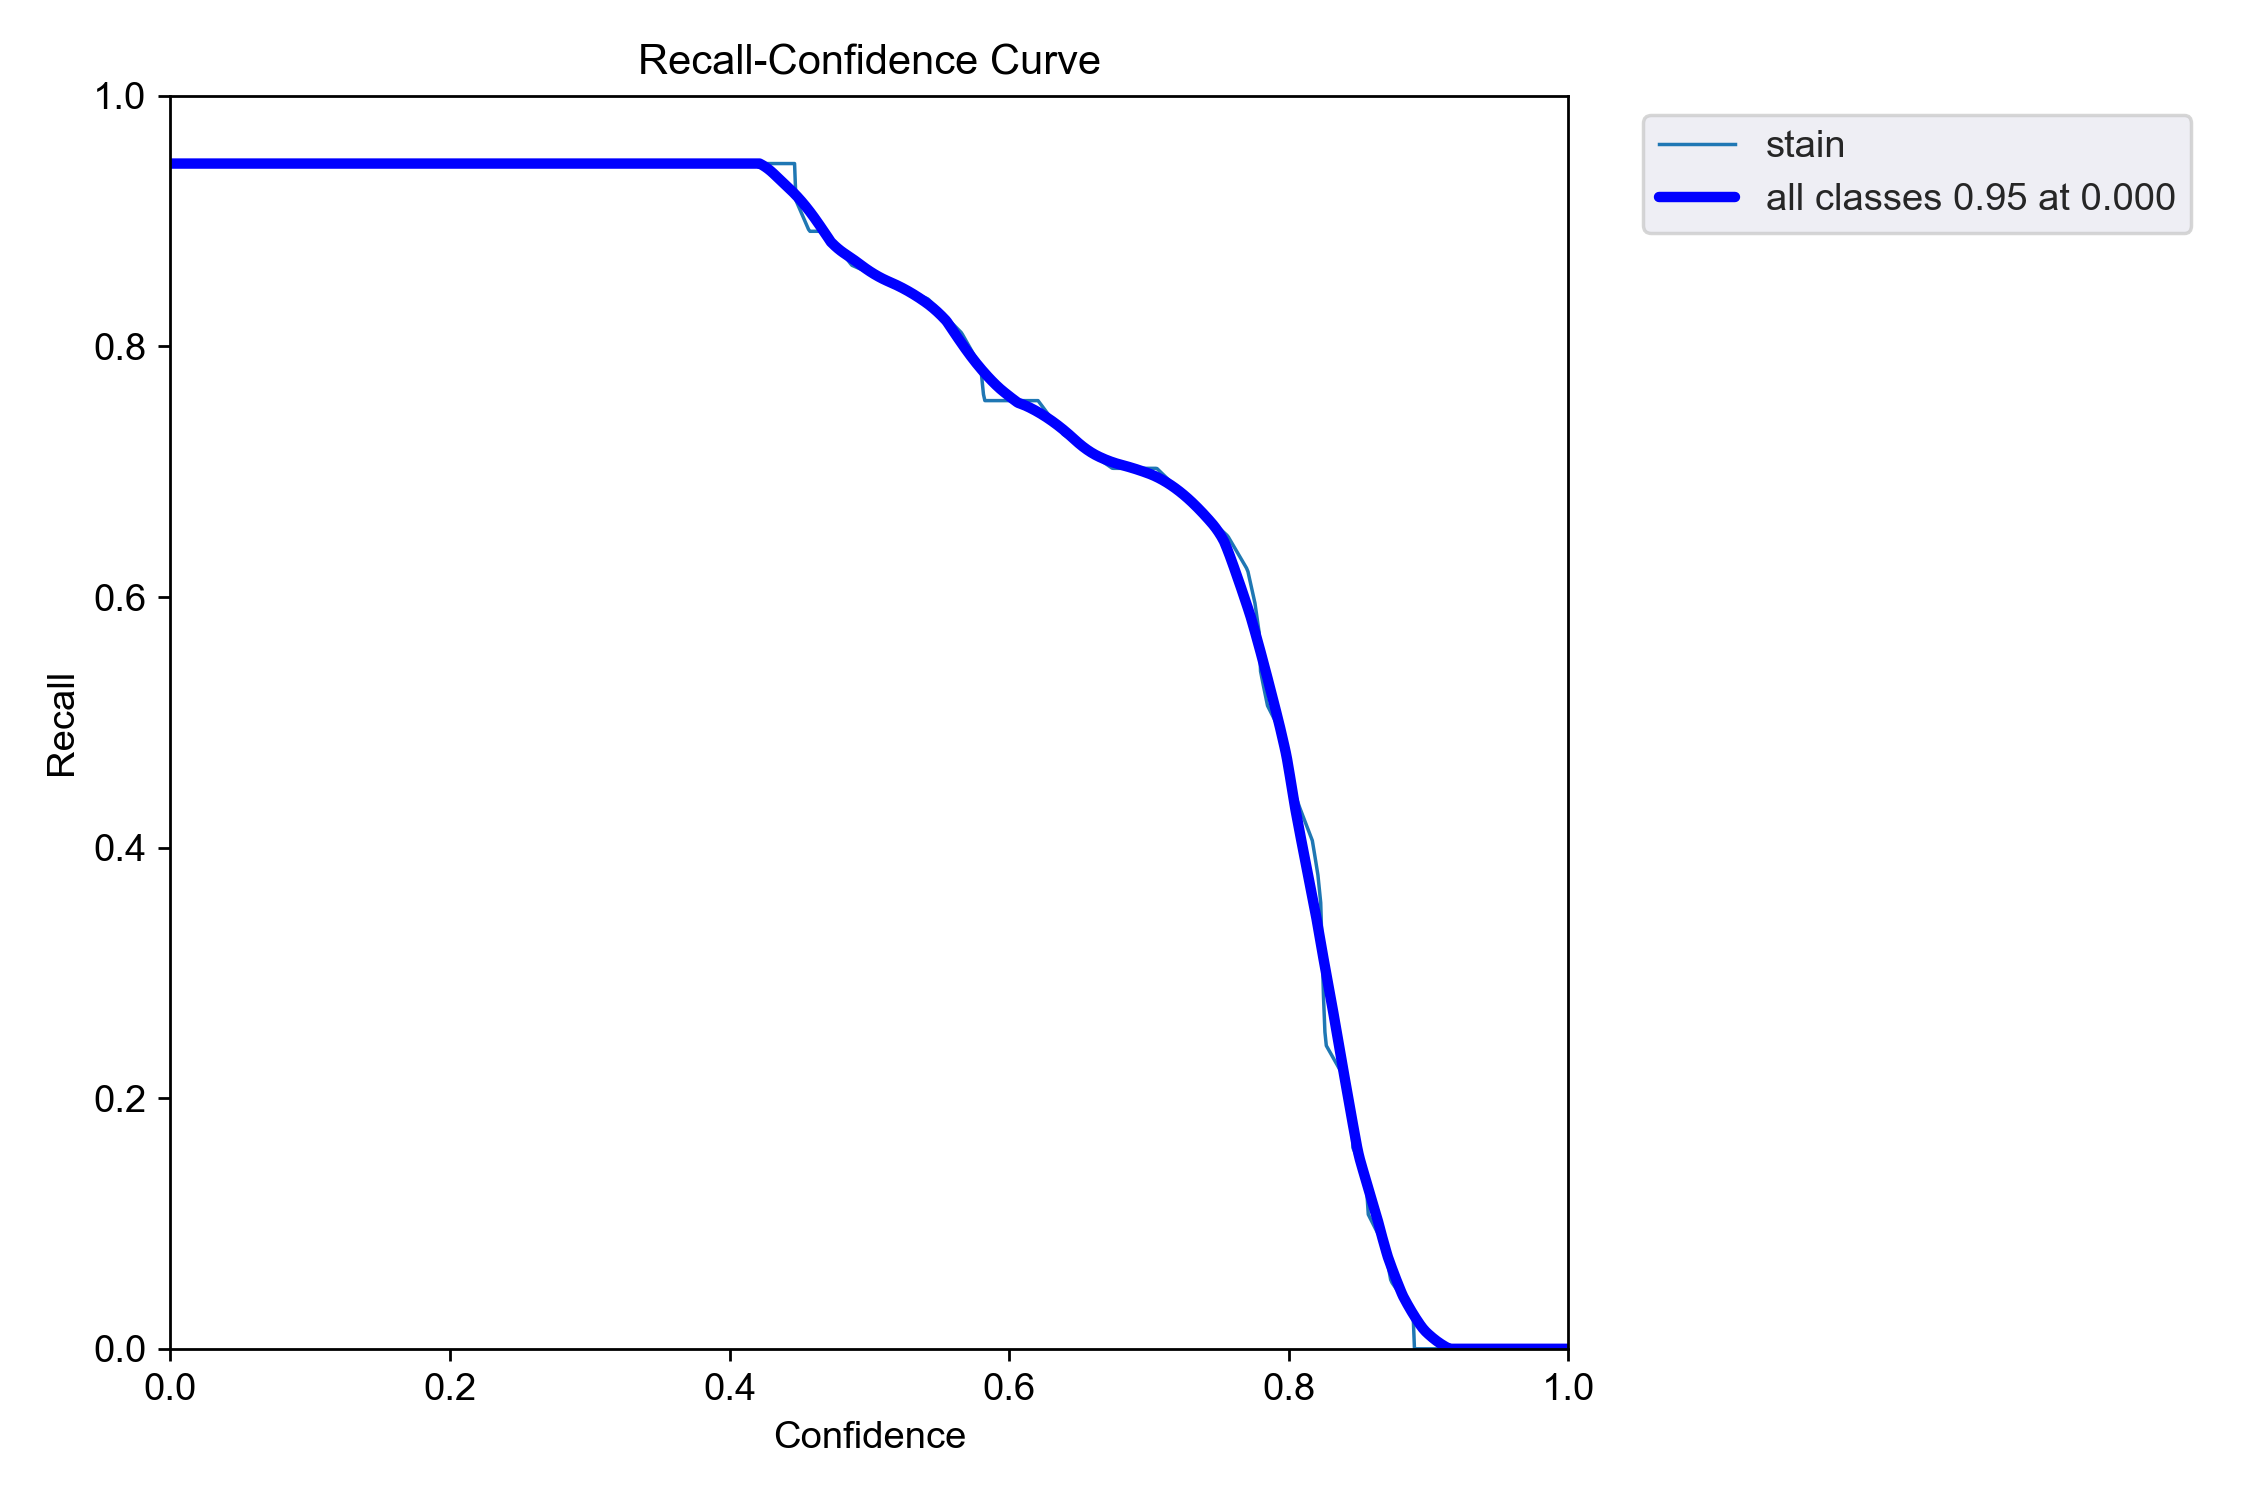 Recall-Confidence Curve
1.0
0.8
0.6
0.4
0.2
0.0
Recall
0.0 0.2 0.4 0.6 0.8 1.0
Confidence
stain
all classes 0.95 at 0.000